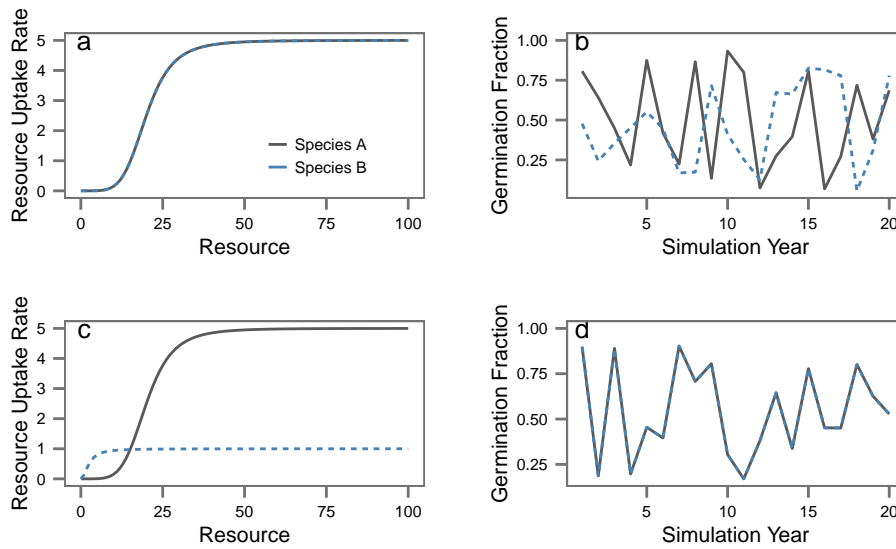 a
Resource Uptake Rate
5
4
3
2
1
0
Species A
Species B
0 25 50 75 100
Resource
b
Germination Fraction
1.00
0.75
0.50
0.25
5 10 15 20
Simulation Year
c
Resource Uptake Rate
5
4
3
2
1
0
0 25 50 75 100
Resource
d
Germination Fraction
1.00
0.75
0.50
0.25
5 10 15 20
Simulation Year